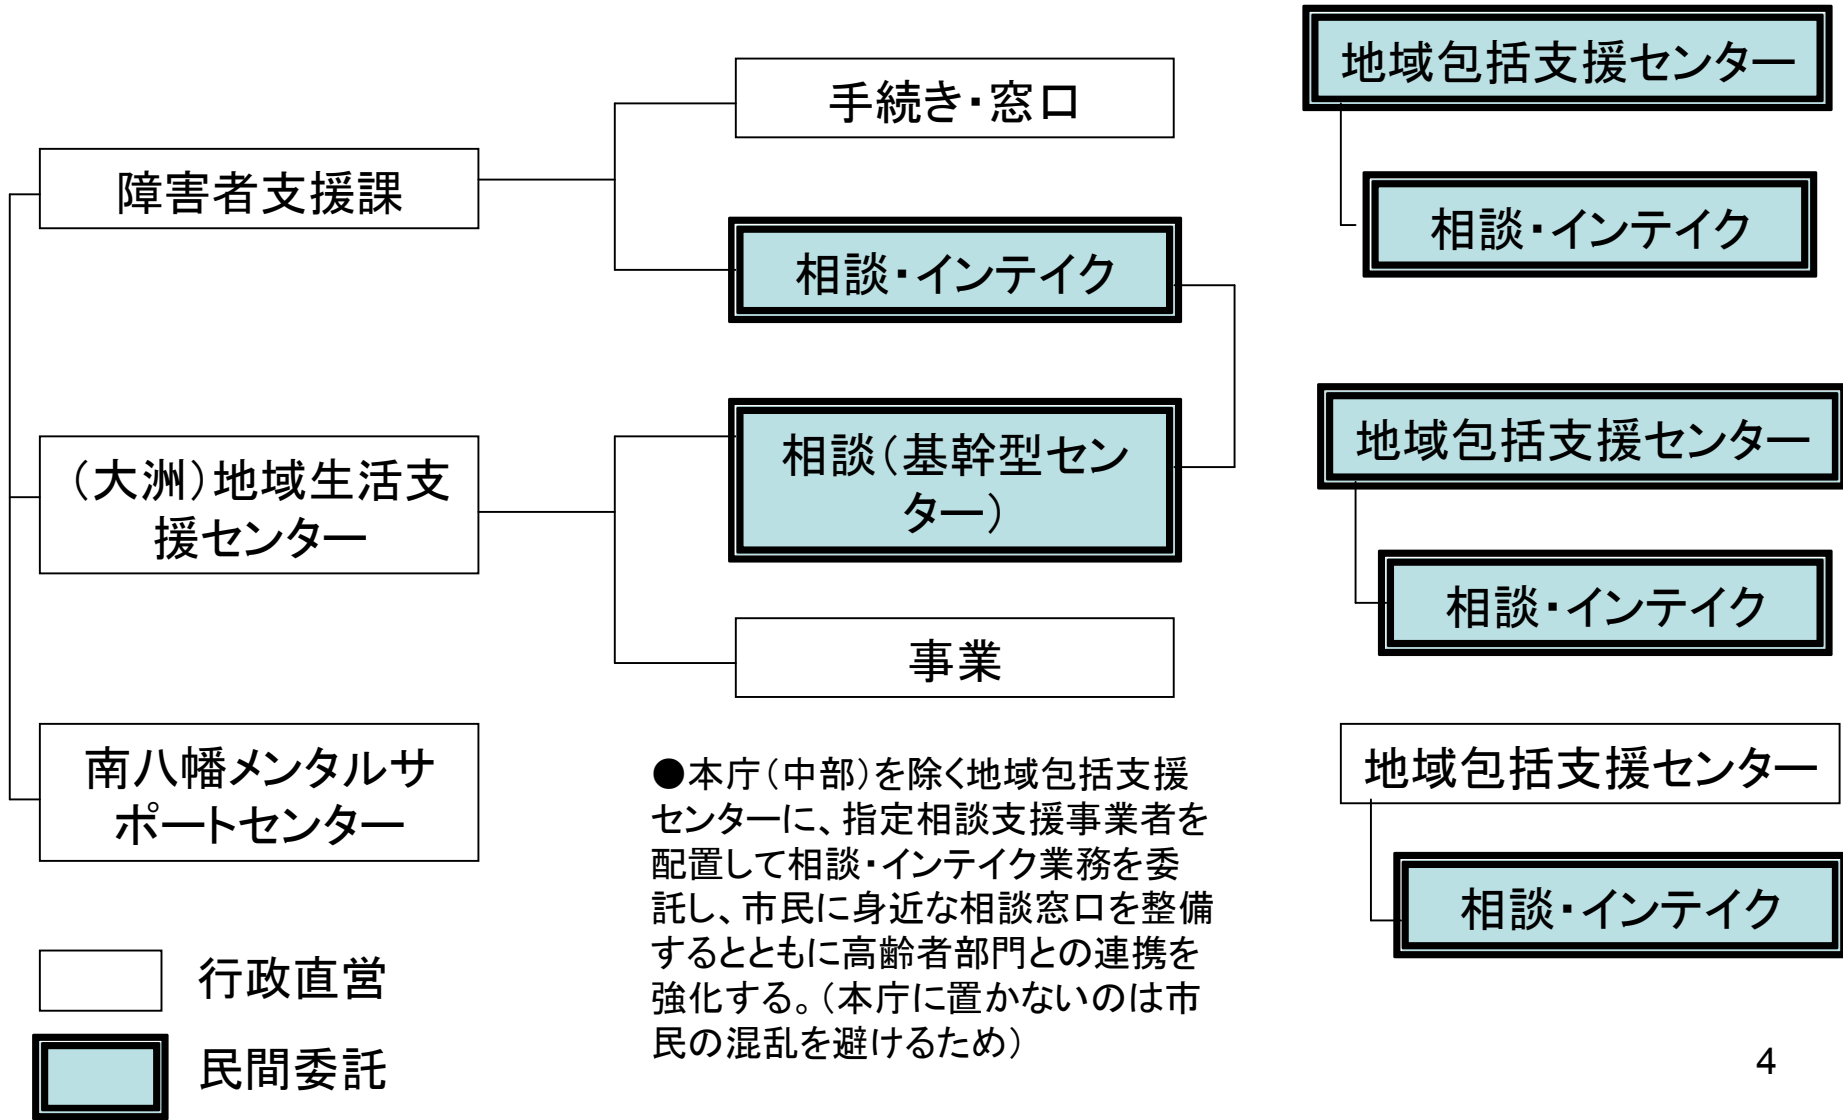 障害者支援課
(大洲)地域生活支
援センター
南八幡メンタルサ
ポートセンター
行政直営
民間委託
手続き・窓口
相談・インテイク
相談(基幹型セン
ター)
事業
●本庁(中部)を除く地域包括支援
センターに、指定相談支援事業者を
配置して相談・インテイク業務を委
託し、市民に身近な相談窓口を整備
するとともに高齢者部門との連携を
強化する。(本庁に置かないのは市
民の混乱を避けるため)
地域包括支援センター
相談・インテイク
地域包括支援センター
相談・インテイク
地域包括支援センター
相談・インテイク
4